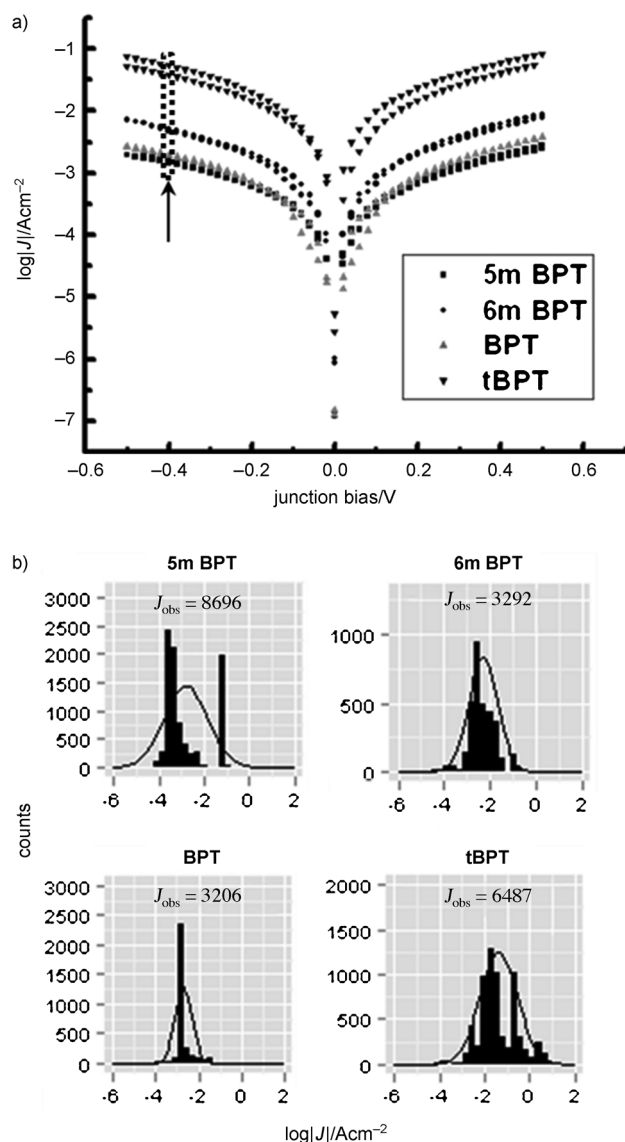 a)
−1
−2
−3
−4
−5
−6
−7
log|J|/Acm⁻²
5m BPT
6m BPT
BPT
tBPT
−0.6 −0.4 −0.2 0.0 0.2 0.4 0.6
junction bias/V
b)
5m BPT
J_obs = 8696
3000
2500
2000
1500
1000
500
0
-6 -4 -2 0 2
6m BPT
J_obs = 3292
1000
500
0
-6 -4 -2 0 2
counts
BPT
J_obs = 3206
3000
2500
2000
1500
1000
500
0
-6 -4 -2 0 2
tBPT
J_obs = 6487
2000
1500
1000
500
0
-6 -4 -2 0 2
log|J|/Acm⁻²